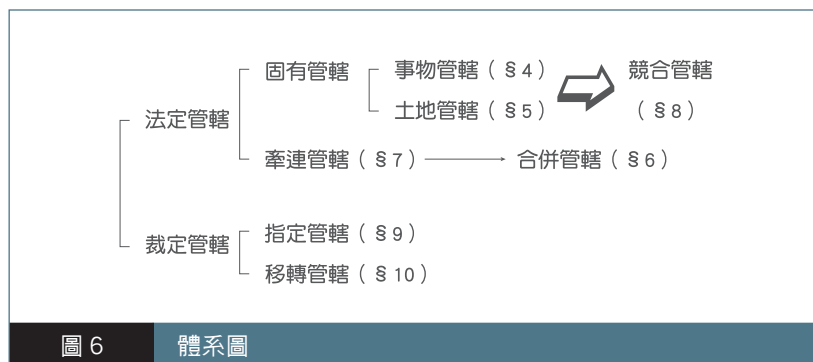 固有管轄 事物管轄（§4） 競合管轄
法定管轄 土地管轄（§5） （§8）
牽連管轄（§7） 合併管轄（§6）
裁定管轄 指定管轄（§9）
移轉管轄（§10）
圖 6 體系圖